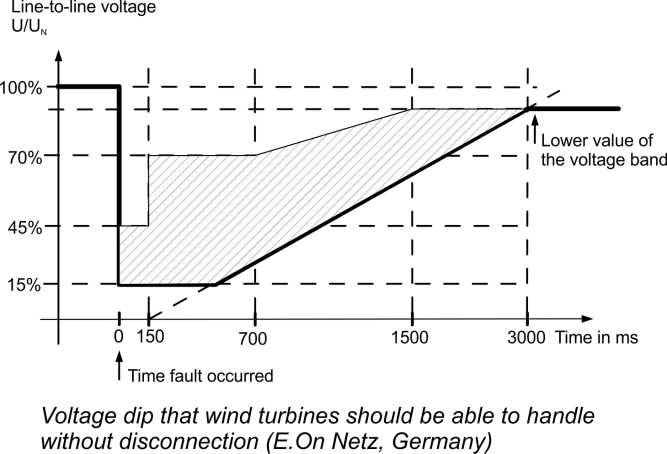 Line-to-line voltage
U/UN
100%
70%
45%
15%
Lower value of
the voltage band
0 150 700 1500 3000 Time in ms
Time fault occurred
Voltage dip that wind turbines should be able to handle
without disconnection (E.On Netz, Germany)